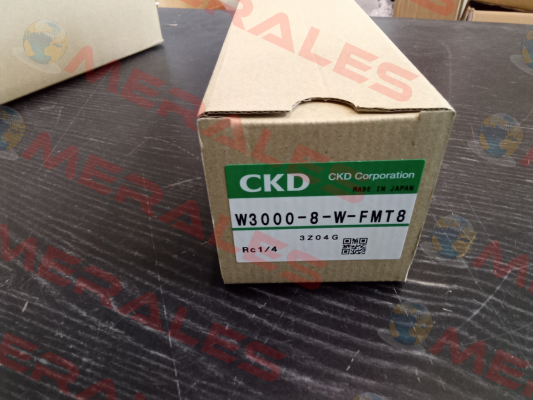 CKD CKD Corporation
MADE IN JAPAN
W3000-8-W-FMT8
3Z04G
Rc1/4
MERALES
MERALES
MERALES
MERALES